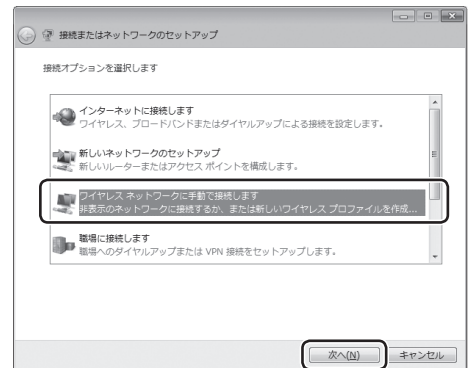 接続またはネットワークのセットアップ
接続オプションを選択します
インターネットに接続します
ワイヤレス、ブロードバンドまたはダイヤルアップによる接続を設定します。
新しいネットワークのセットアップ
新しいルーターまたはアクセス ポイントを構成します。
ワイヤレス ネットワークに手動で接続します
非表示のネットワークに接続するか、または新しいワイヤレス プロファイルを作成...
職場に接続します
職場へのダイヤルアップまたは VPN 接続をセットアップします。
次へ(N) キャンセル